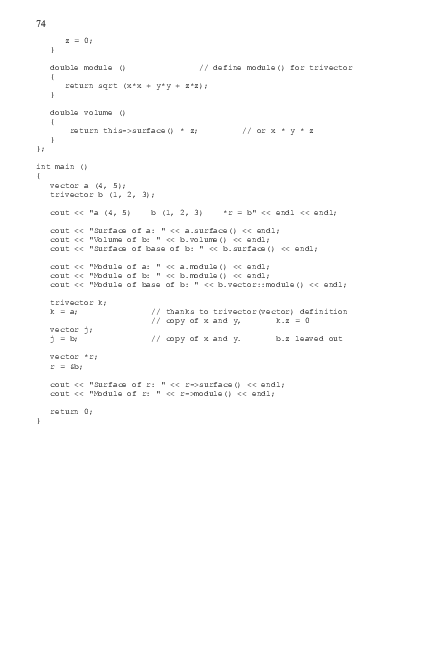 74
z = 0;
}
double module () // define module() for trivector
{
return sqrt (x*x + y*y + z*z);
}
double volume ()
{
return this->surface() * z; // or x * y * z
}
};
int main ()
{
vector a (4, 5);
trivector b (1, 2, 3);
cout << "a (4, 5) b (1, 2, 3) *r = b" << endl << endl;
cout << "Surface of a: " << a.surface() << endl;
cout << "Volume of b: " << b.volume() << endl;
cout << "Surface of base of b: " << b.surface() << endl;
cout << "Module of a: " << a.module() << endl;
cout << "Module of b: " << b.module() << endl;
cout << "Module of base of b: " << b.vector::module() << endl;
trivector k;
k = a; // thanks to trivector(vector) definition
// copy of x and y, k.z = 0
vector j;
j = b; // copy of x and y. b.z leaved out
vector *r;
r = &b;
cout << "Surface of r: " << r->surface() << endl;
cout << "Module of r: " << r->module() << endl;
return 0;
}